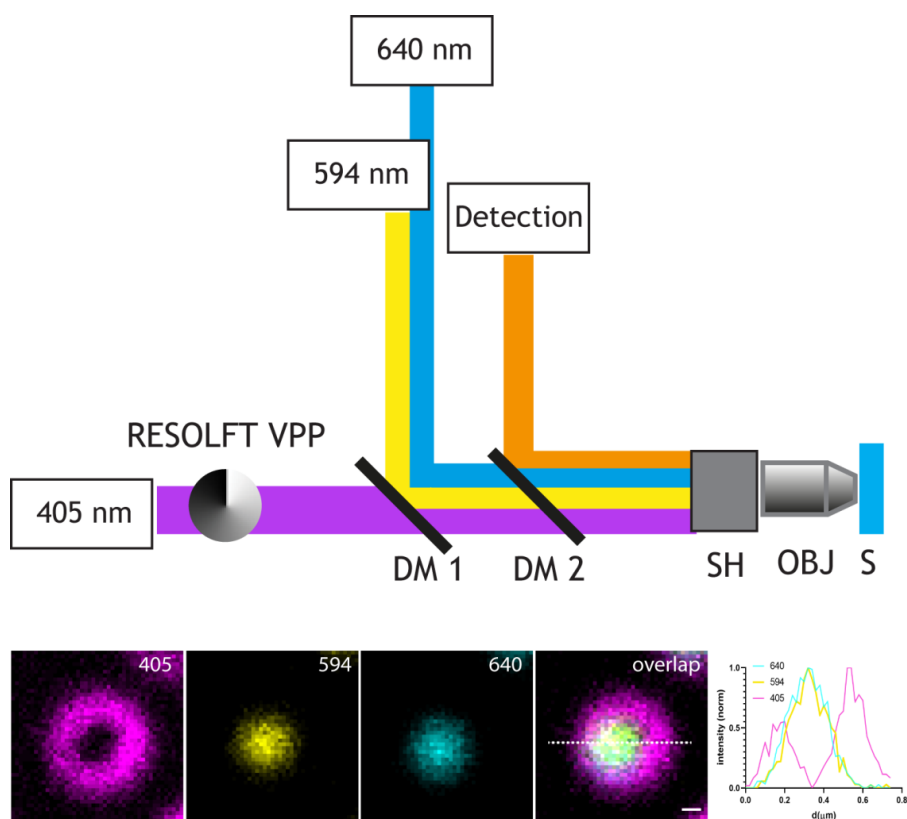 640 nm
594 nm
Detection
RESOLFT VPP
405 nm
DM 1
DM 2
SH
OBJ
S
405
594
640
overlap
640
594
405
intensity (norm)
1.0
0.5
0.0
0.0
0.2
0.4
0.6
0.8
d(μm)